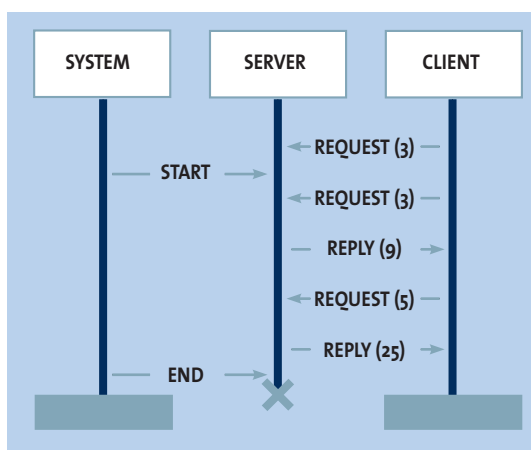 SYSTEM
SERVER
CLIENT
REQUEST (3)
START
REQUEST (3)
REPLY (9)
REQUEST (5)
REPLY (25)
END